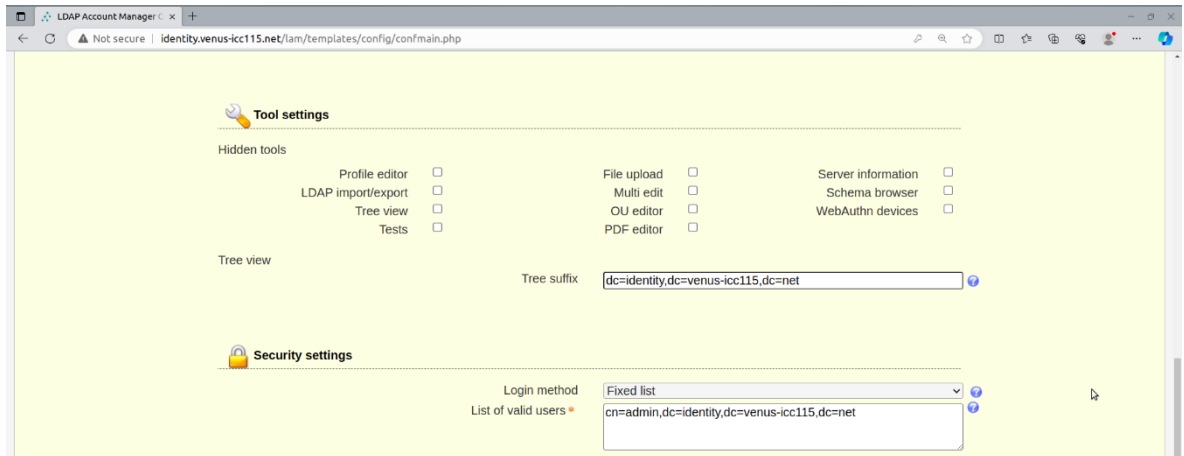 LDAP Account Manager C
Not secure | identity.venus-icc115.net/lam/templates/config/confmain.php
Tool settings
Hidden tools
Profile editor File upload Server information
LDAP import/export Multi edit Schema browser
Tree view OU editor WebAuthn devices
Tests PDF editor
Tree view
Tree suffix dc=identity,dc=venus-icc115,dc=net
Security settings
Login method Fixed list
List of valid users * cn=admin,dc=identity,dc=venus-icc115,dc=net